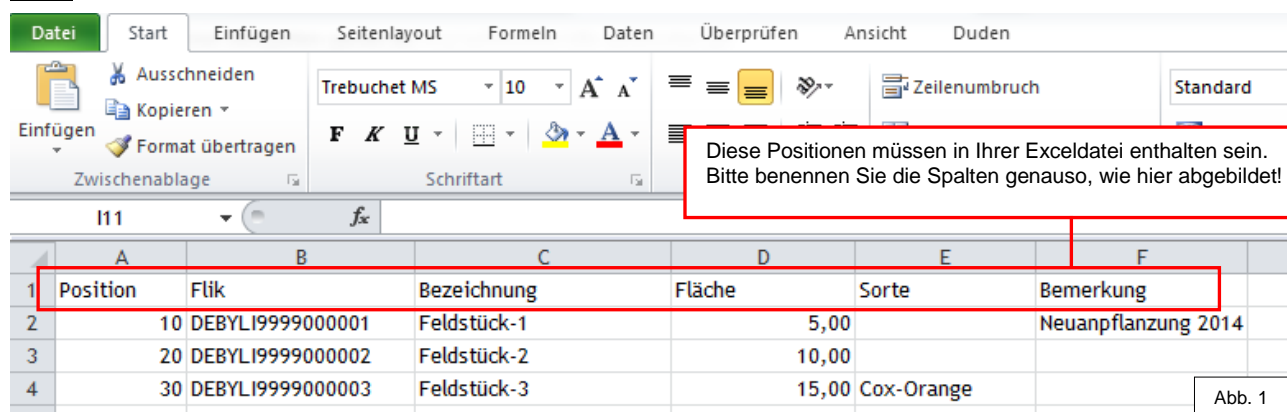 Datei Start Einfügen Seitenlayout Formeln Daten Überprüfen Ansicht Duden
Einfügen
Ausschneiden
Kopieren
Format übertragen
Zwischenablage
Trebuchet MS 10 A A
F K U A
Schriftart
Zeilenumbruch
Standard
Diese Positionen müssen in Ihrer Exceldatei enthalten sein.
Bitte benennen Sie die Spalten genauso, wie hier abgebildet!
I11 fx
A B C D E F
1 Position Flik Bezeichnung Fläche Sorte Bemerkung
2 10 DEBYLI9999000001 Feldstück-1 5,00 Neuanpflanzung 2014
3 20 DEBYLI9999000002 Feldstück-2 10,00
4 30 DEBYLI9999000003 Feldstück-3 15,00 Cox-Orange
Abb. 1